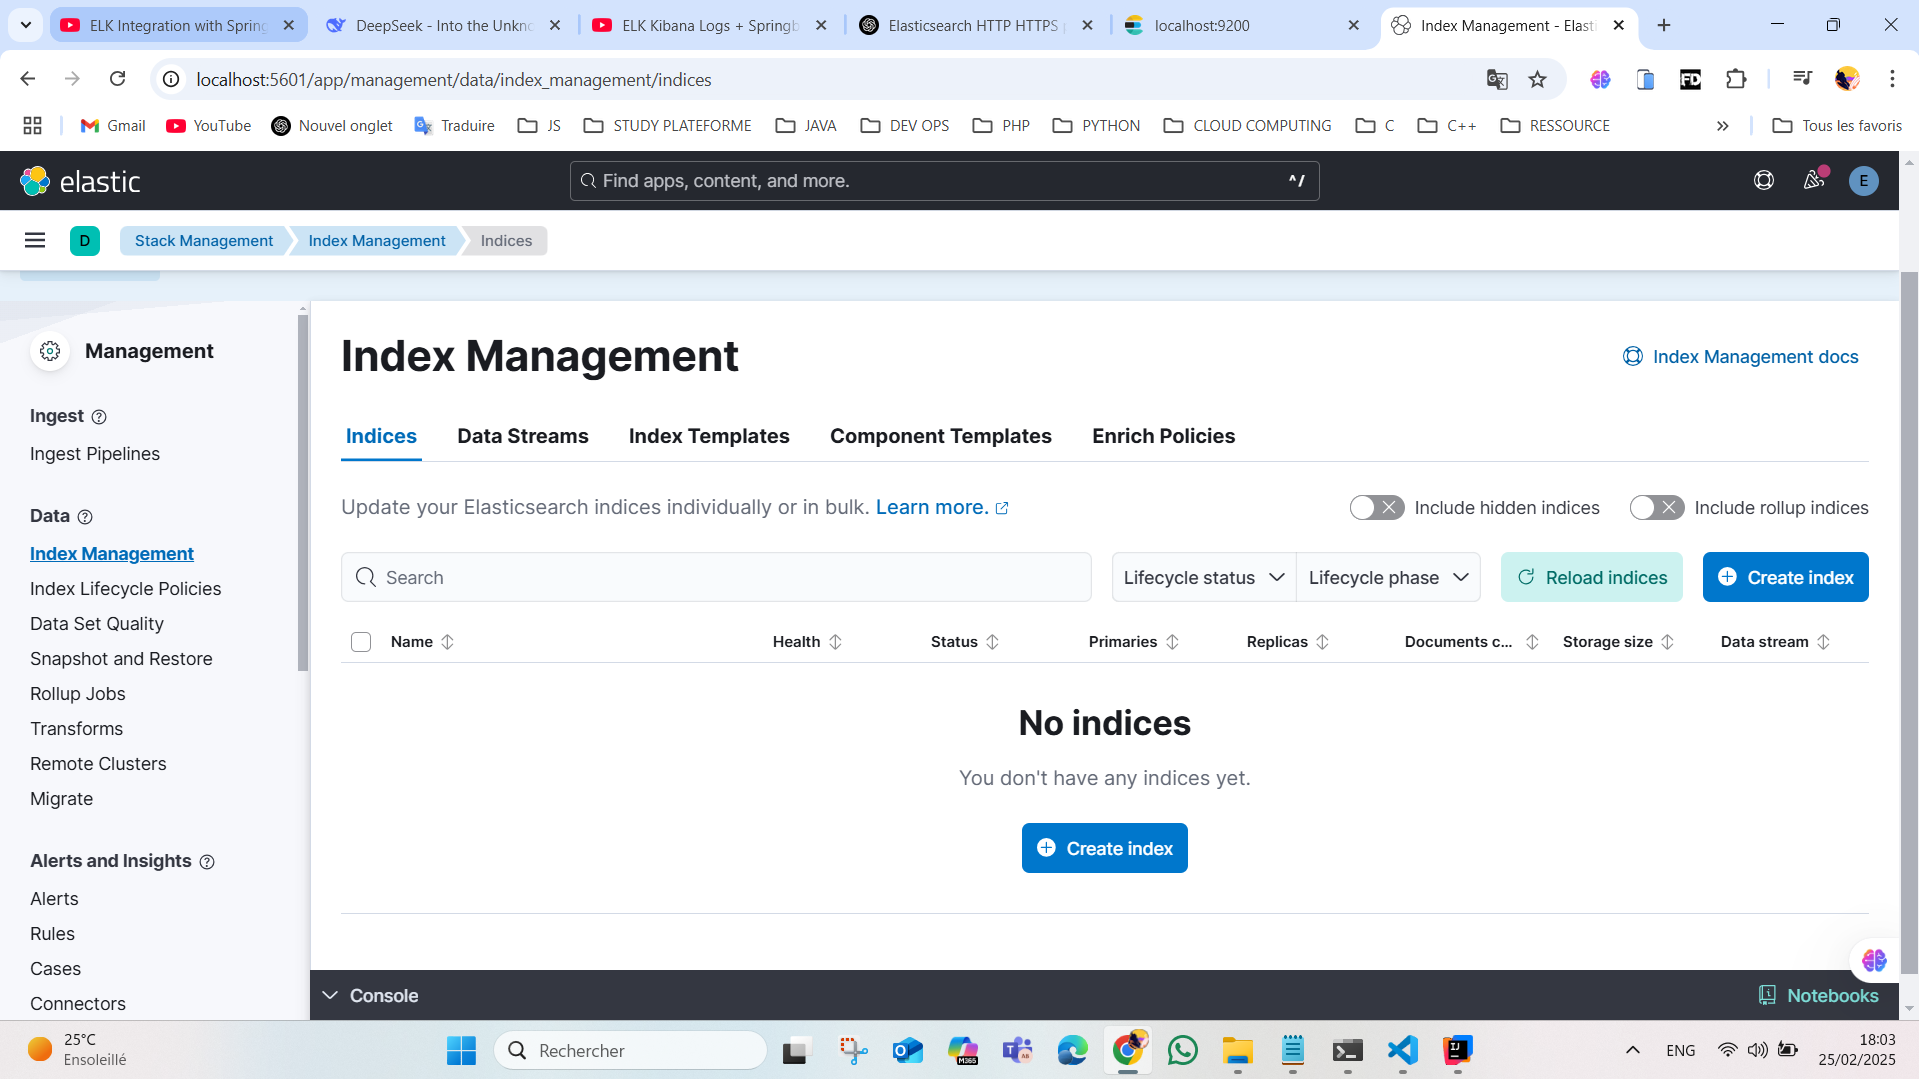 ELK Integration with Spring
DeepSeek - Into the Unkno
ELK Kibana Logs + Springb
Elasticsearch HTTP HTTPS p
localhost:9200
Index Management - Elasti
localhost:5601/app/management/data/index_management/indices
Gmail
YouTube
Nouvel onglet
Traduire
JS
STUDY PLATEFORME
JAVA
DEV OPS
PHP
PYTHON
CLOUD COMPUTING
C
C++
RESSOURCE
»
Tous les favoris
elastic
Find apps, content, and more.
^/
E
D
Stack Management
Index Management
Indices
Management
Ingest
Ingest Pipelines
Data
Index Management
Index Lifecycle Policies
Data Set Quality
Snapshot and Restore
Rollup Jobs
Transforms
Remote Clusters
Migrate
Alerts and Insights
Alerts
Rules
Cases
Connectors
Index Management
Index Management docs
Indices
Data Streams
Index Templates
Component Templates
Enrich Policies
Update your Elasticsearch indices individually or in bulk. Learn more.
Include hidden indices
Include rollup indices
Search
Lifecycle status
Lifecycle phase
Reload indices
Create index
Name
Health
Status
Primaries
Replicas
Documents c...
Storage size
Data stream
No indices
You don't have any indices yet.
Create index
Console
Notebooks
25°C
Ensoleillé
Rechercher
ENG
18:03
25/02/2025